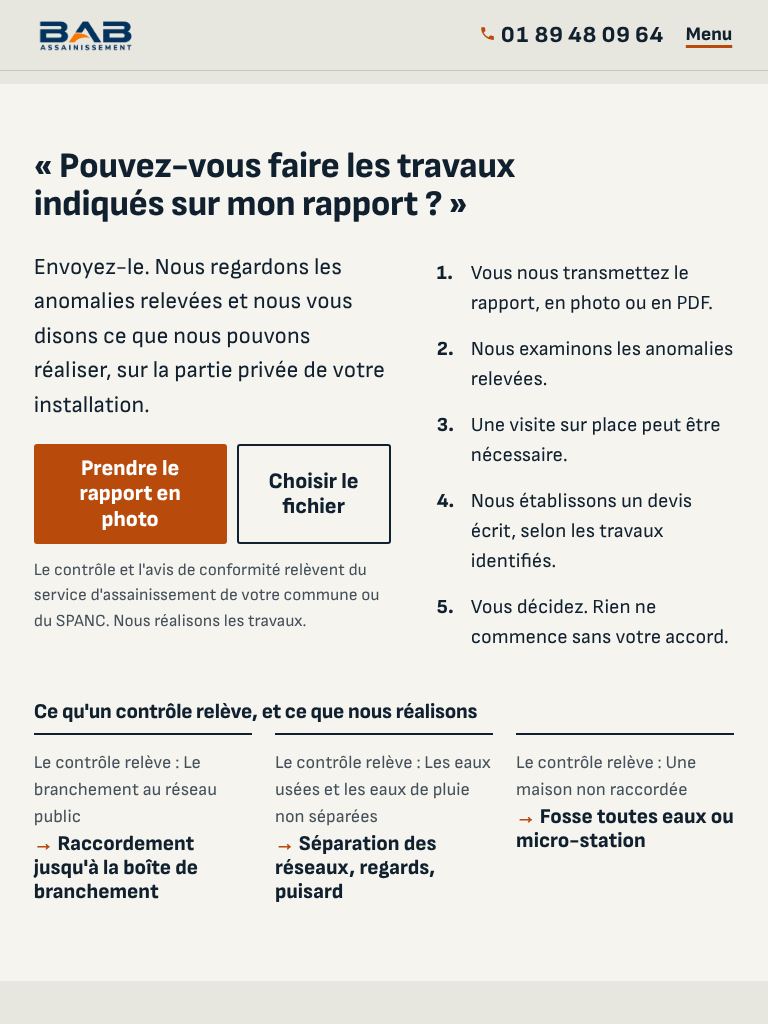 BAB
ASSAINISSEMENT
01 89 48 09 64
Menu
« Pouvez-vous faire les travaux
indiqués sur mon rapport ? »
Envoyez-le. Nous regardons les
anomalies relevées et nous vous
disons ce que nous pouvons
réaliser, sur la partie privée de votre
installation.
Prendre le
rapport en
photo
Choisir le
fichier
Le contrôle et l'avis de conformité relèvent du
service d'assainissement de votre commune ou
du SPANC. Nous réalisons les travaux.
1. Vous nous transmettez le
rapport, en photo ou en PDF.
2. Nous examinons les anomalies
relevées.
3. Une visite sur place peut être
nécessaire.
4. Nous établissons un devis
écrit, selon les travaux
identifiés.
5. Vous décidez. Rien ne
commence sans votre accord.
Ce qu'un contrôle relève, et ce que nous réalisons
Le contrôle relève : Le
branchement au réseau
public
→ Raccordement
jusqu'à la boîte de
branchement
Le contrôle relève : Les eaux
usées et les eaux de pluie
non séparées
→ Séparation des
réseaux, regards,
puisard
Le contrôle relève : Une
maison non raccordée
→ Fosse toutes eaux ou
micro-station